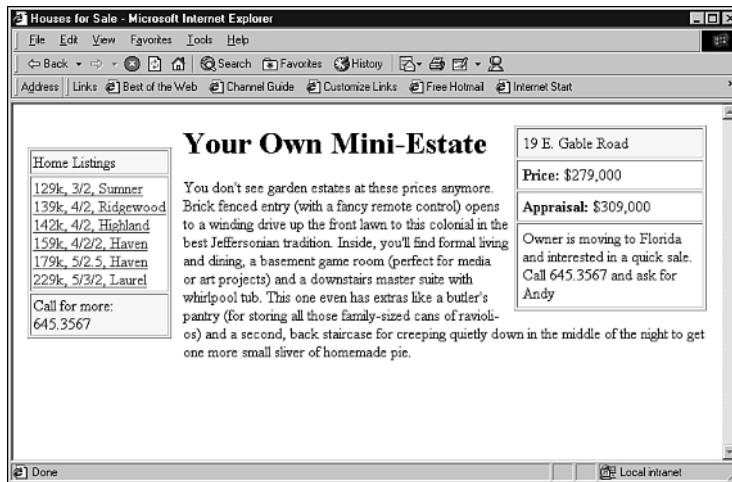 Houses for Sale - Microsoft Internet Explorer
File Edit View Favorites Tools Help
Back Search Favorites History
Address Links Best of the Web Channel Guide Customize Links Free Hotmail Internet Start
Home Listings
129k, 3/2, Sumner
139k, 4/2, Ridgewood
142k, 4/2, Highland
159k, 4/2/2, Haven
179k, 5/2.5, Haven
229k, 5/3/2, Laurel
Call for more:
645.3567
Your Own Mini-Estate
You don't see garden estates at these prices anymore.
Brick fenced entry (with a fancy remote control) opens
to a winding drive up the front lawn to this colonial in the
best Jeffersonian tradition. Inside, you'll find formal living
and dining, a basement game room (perfect for media
or art projects) and a downstairs master suite with
whirlpool tub. This one even has extras like a butler's
pantry (for storing all those family-sized cans of ravioli-
os) and a second, back staircase for creeping quietly down in the middle of the night to get
one more small sliver of homemade pie.
19 E. Gable Road
Price: $279,000
Appraisal: $309,000
Owner is moving to Florida
and interested in a quick sale.
Call 645.3567 and ask for
Andy
Done
Local intranet